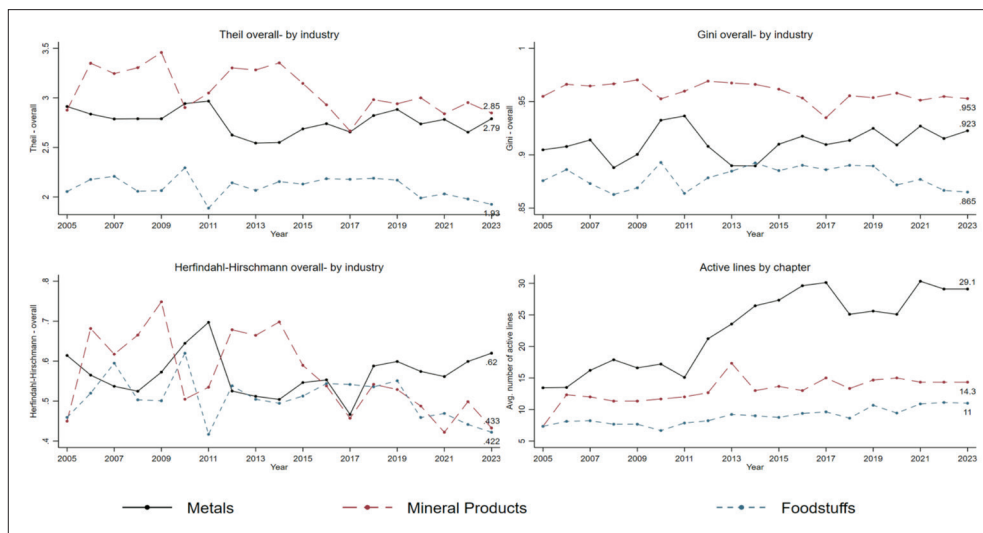 Theil overall- by industry
Theil - overall
3.5
3
2.5
2
2.85
2.79
1.93
2005 2007 2009 2011 2013 2015 2017 2019 2021 2023
Year
Gini overall- by industry
Gini - overall
1
.95
.9
.85
.953
.923
.865
2005 2007 2009 2011 2013 2015 2017 2019 2021 2023
Year
Herfindahl-Hirschmann overall- by industry
Herfindahl-Hirschmann - overall
.8
.7
.6
.5
.4
.62
.433
.422
2005 2007 2009 2011 2013 2015 2017 2019 2021 2023
Year
Active lines by chapter
Avg. number of active lines
30
25
20
15
10
5
29.1
14.3
11
2005 2007 2009 2011 2013 2015 2017 2019 2021 2023
Year
Metals Mineral Products Foodstuffs